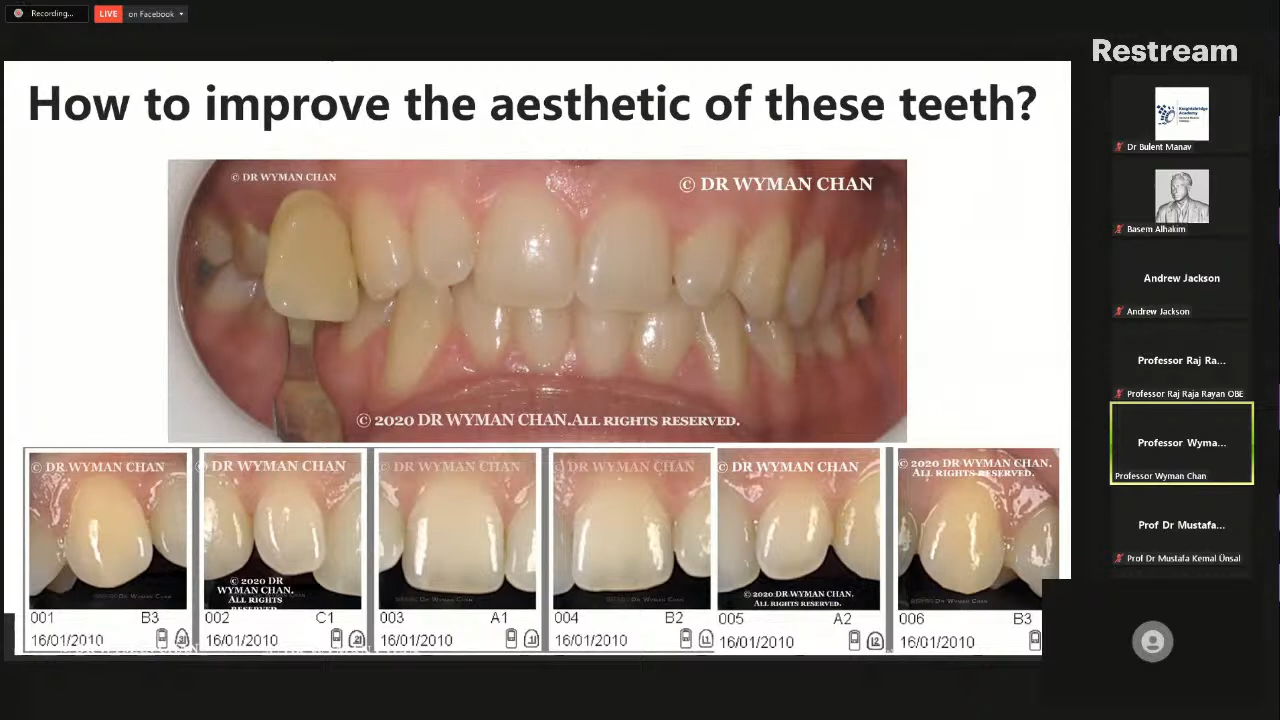 Recording...
LIVE
on Facebook
Restream
How to improve the aesthetic of these teeth?
© DR WYMAN CHAN
© DR WYMAN CHAN
© 2020 DR WYMAN CHAN.ALL RIGHTS RESERVED.
© DR WYMAN CHAN
001 B3
16/01/2010
© DR WYMAN CHAN
© 2020 DR
WYMAN CHAN.
ALL RIGHTS
RESERVED.
002 C1
16/01/2010
© DR WYMAN CHAN
003 A1
16/01/2010
© DR WYMAN CHAN
004 B2
16/01/2010
11
© DR WYMAN CHAN
© 2020 DR WYMAN CHAN.
ALL RIGHTS RESERVED.
005 A2
16/01/2010
12
© 2020 DR WYMAN CHAN.
ALL RIGHTS RESERVED.
006 B3
16/01/2010
Knightsbridge
Academy
Dr Bulent Manav
Basem Alhakim
Andrew Jackson
Andrew Jackson
Professor Raj Ra...
Professor Raj Raja Rayan OBE
Professor Wyma...
Professor Wyman Chan
Prof Dr Mustafa...
Prof Dr Mustafa Kemal Ünsal